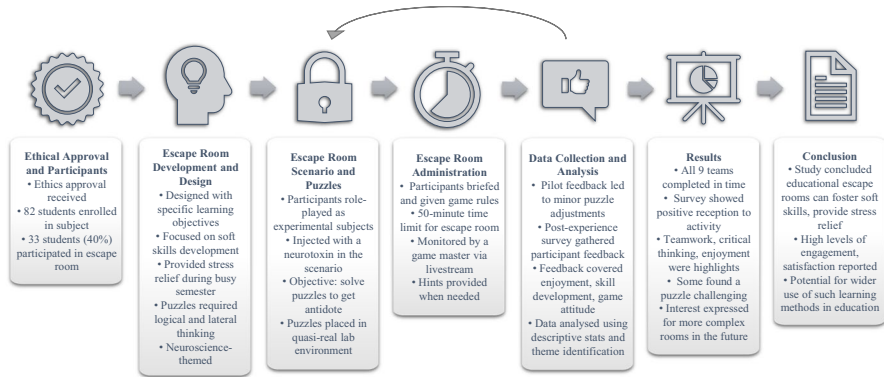 Ethical Approval
and Participants
• Ethics approval
received
• 82 students enrolled
in subject
• 33 students (40%)
participated in escape
room
Escape Room
Development and
Design
• Designed with
specific learning
objectives
• Focused on soft
skills development
• Provided stress
relief during busy
semester
• Puzzles required
logical and lateral
thinking
• Neuroscience-
themed
Escape Room
Scenario and
Puzzles
• Participants role-
played as
experimental subjects
• Injected with a
neurotoxin in the
scenario
• Objective: solve
puzzles to get
antidote
• Puzzles placed in
quasi-real lab
environment
Escape Room
Administration
• Participants briefed
and given game rules
• 50-minute time
limit for escape room
• Monitored by a
game master via
livestream
• Hints provided
when needed
Data Collection and
Analysis
• Pilot feedback led to
minor puzzle
adjustments
• Post-experience
survey gathered
participant feedback
• Feedback covered
enjoyment, skill
development, game
attitude
• Data analysed using
descriptive stats and
theme identification
Results
• All 9 teams
completed in time
• Survey showed
positive reception to
activity
• Teamwork, critical
thinking, enjoyment
were highlights
• Some found a
puzzle challenging
• Interest expressed
for more complex
rooms in the future
Conclusion
• Study concluded
educational escape
rooms can foster soft
skills, provide stress
relief
• High levels of
engagement,
satisfaction reported
• Potential for wider
use of such learning
methods in education